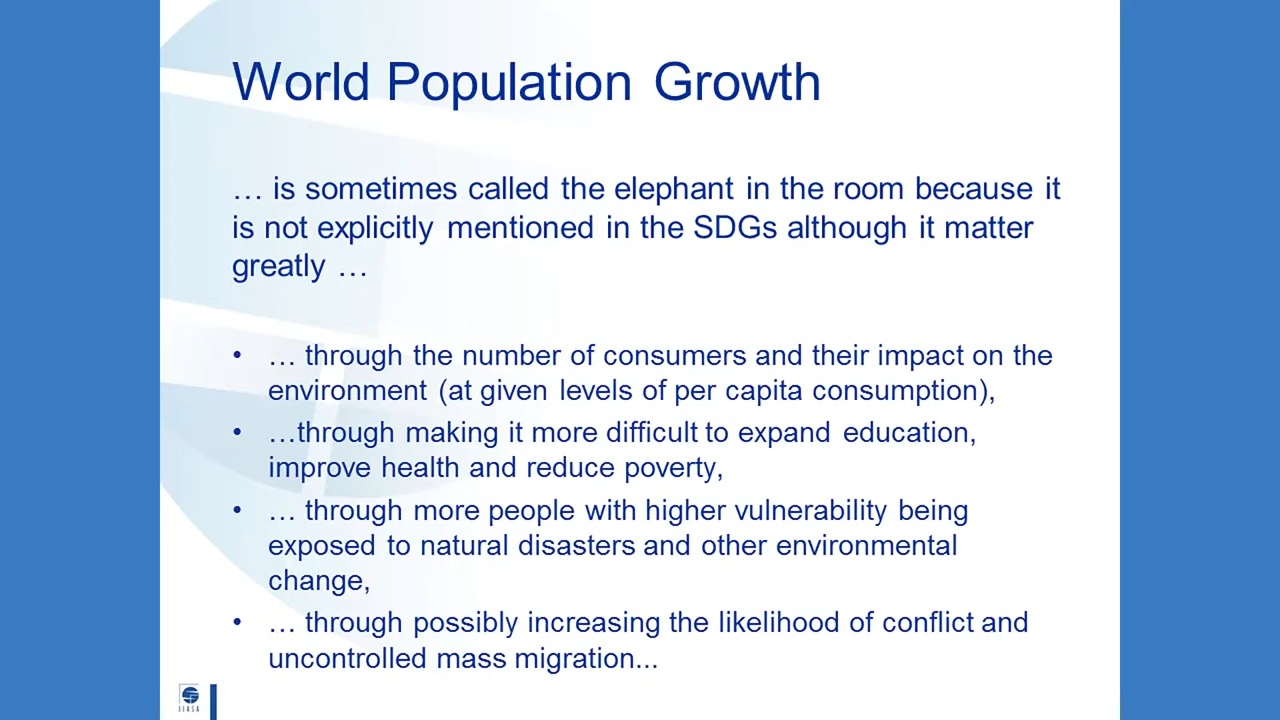 World Population Growth
… is sometimes called the elephant in the room because it
is not explicitly mentioned in the SDGs although it matter
greatly …
• … through the number of consumers and their impact on the
environment (at given levels of per capita consumption),
• …through making it more difficult to expand education,
improve health and reduce poverty,
• … through more people with higher vulnerability being
exposed to natural disasters and other environmental
change,
• … through possibly increasing the likelihood of conflict and
uncontrolled mass migration...
IIASA